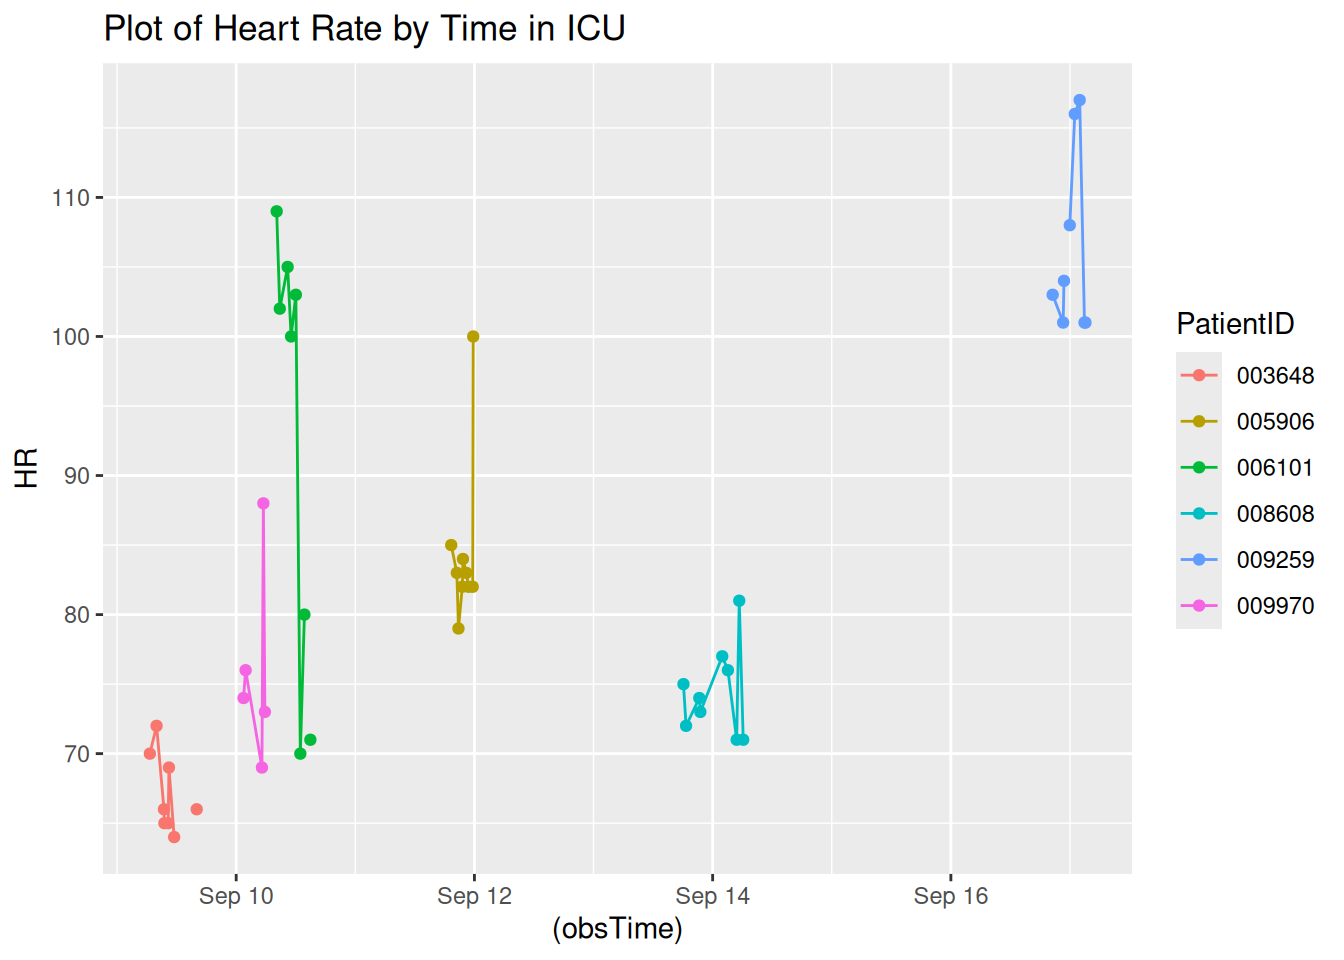 Plot of Heart Rate by Time in ICU
110
100
90
80
70
HR
Sep 10
Sep 12
Sep 14
Sep 16
(obsTime)
PatientID
003648
005906
006101
008608
009259
009970